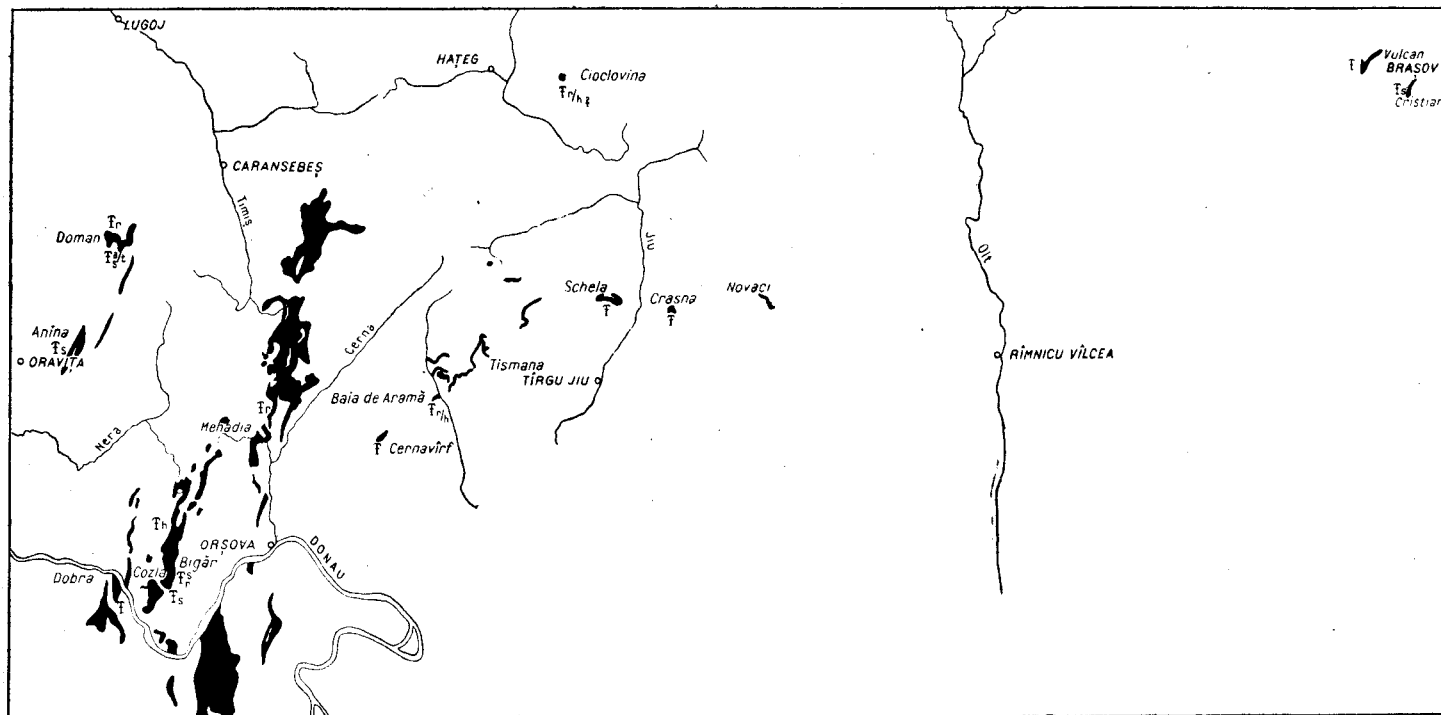 LUGOJ
HAȚEG
Cioclovina
Vulcan
BRAȘOV
Cristian
CARANSEBEȘ
Timiș
Doman
JIU
Olt
Schela
Crasna
Novaci
Anina
ORAVIȚA
Cerna
Tismana
TÎRGU JIU
RÎMNICU VÎLCEA
Baia de Aramă
Mehadia
Cernavîrf
Nera
ORȘOVA
DONAU
Bigăr
Cozla
Dobra